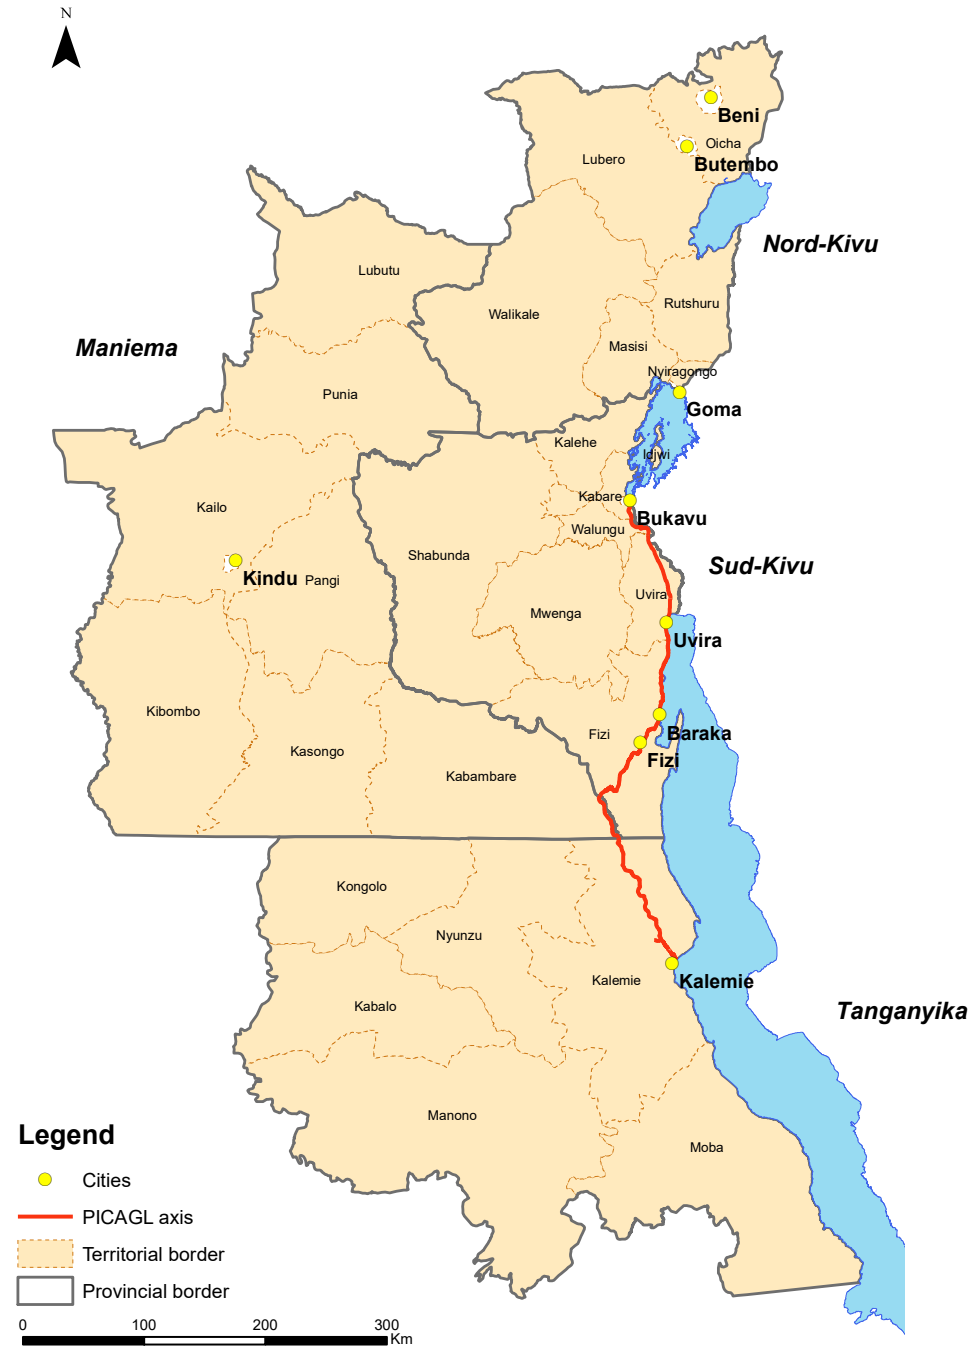 N
Beni
Oicha
Lubero
Butembo
Nord-Kivu
Lubutu
Rutshuru
Walikale
Maniema
Masisi
Nyiragongo
Punia
Goma
Kalehe
Idjwi
Kabare
Kailo
Bukavu
Walungu
Shabunda
Sud-Kivu
Kindu
Pangi
Uvira
Mwenga
Uvira
Kibombo
Fizi
Baraka
Kasongo
Fizi
Kabambare
Kongolo
Nyunzu
Kalemie
Kalemie
Kabalo
Tanganyika
Manono
Moba
Legend
Cities
PICAGL axis
Territorial border
Provincial border
0 100 200 300
Km